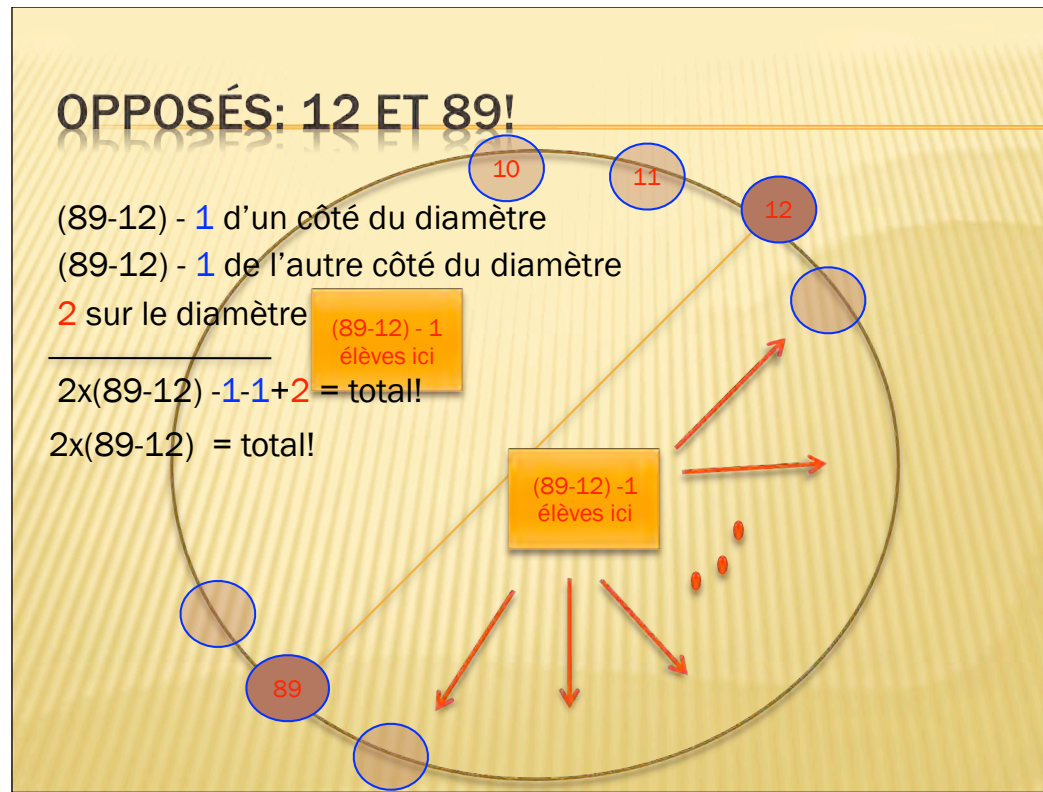 OPPOSÉS: 12 ET 89!
10
11
12
(89-12) - 1 d’un côté du diamètre
(89-12) - 1 de l’autre côté du diamètre
2 sur le diamètre
(89-12) - 1
élèves ici
2x(89-12) -1-1+2 = total!
2x(89-12)  = total!
(89-12) -1
élèves ici
89